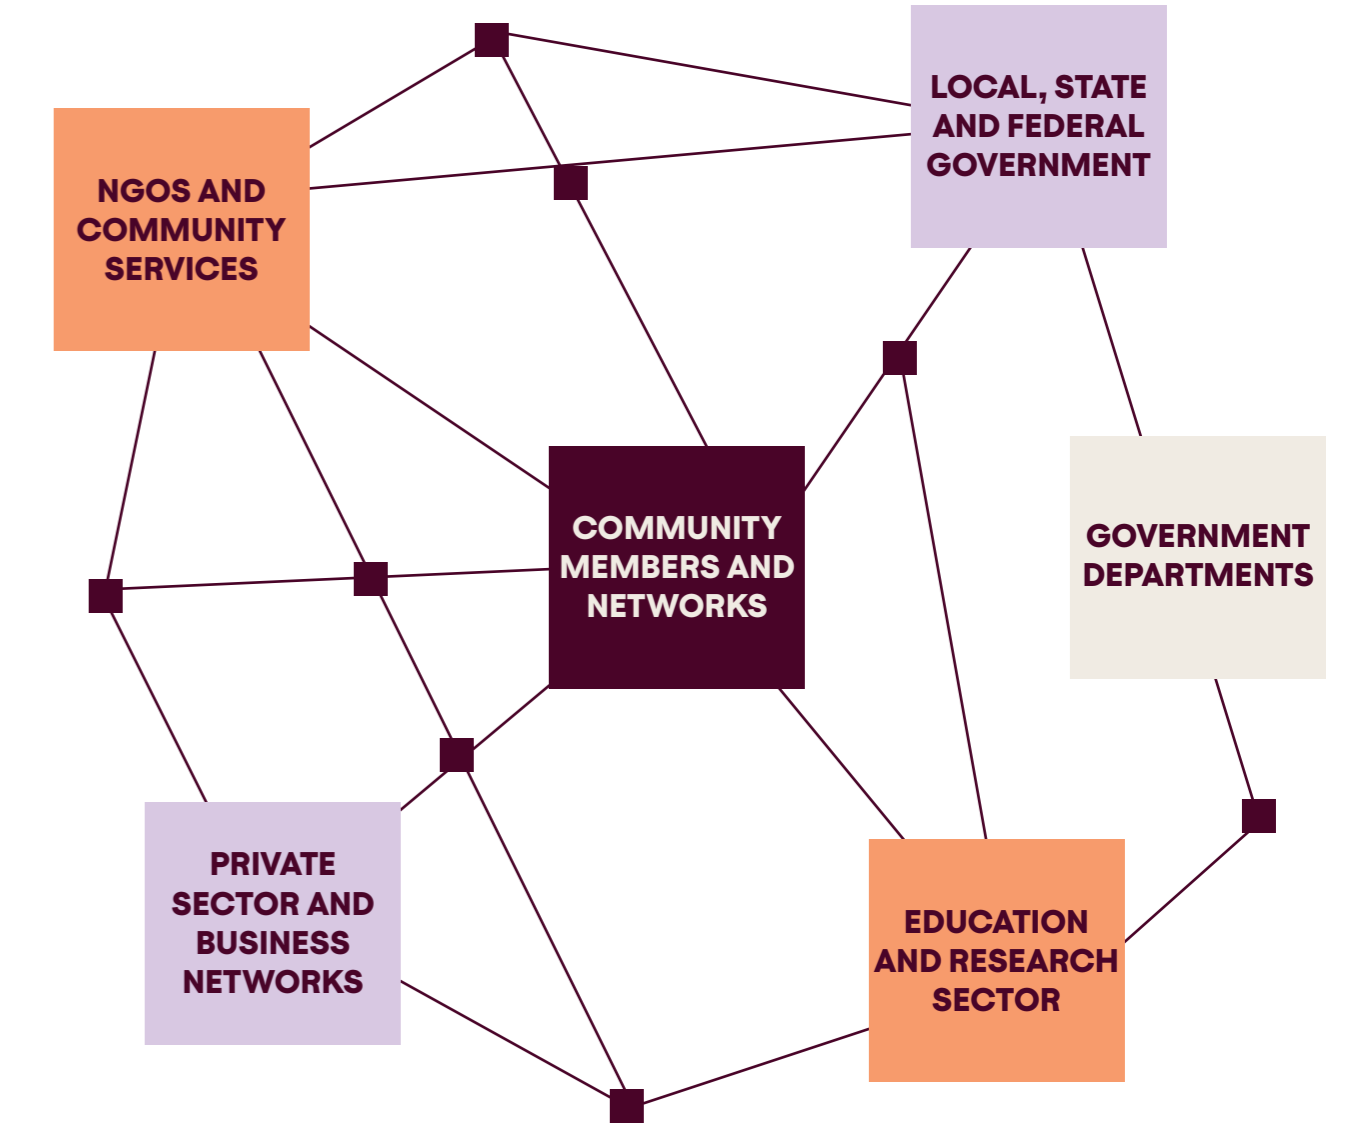 LOCAL, STATE
AND FEDERAL
GOVERNMENT
NGOS AND
COMMUNITY
SERVICES
COMMUNITY
MEMBERS AND
NETWORKS
GOVERNMENT
DEPARTMENTS
PRIVATE
SECTOR AND
BUSINESS
NETWORKS
EDUCATION
AND RESEARCH
SECTOR